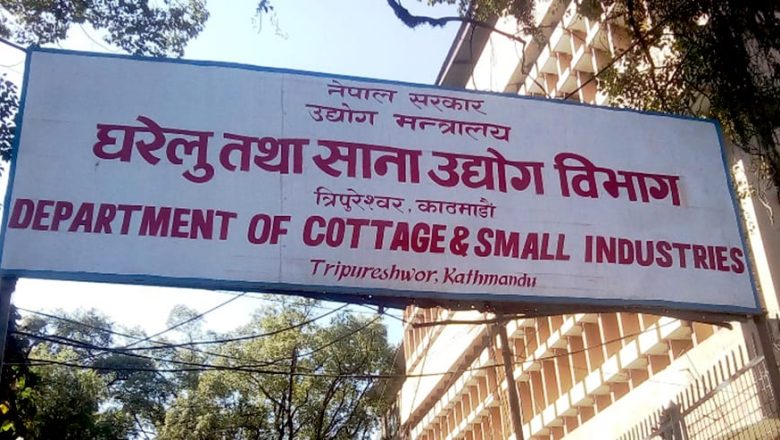 नेपाल सरकार
उद्योग मन्त्रालय
घरेलु तथा साना उद्योग विभाग
त्रिपुरेश्वर, काठमाडौं
DEPARTMENT OF COTTAGE & SMALL INDUSTRIES
Tripureshwor, Kathmandu